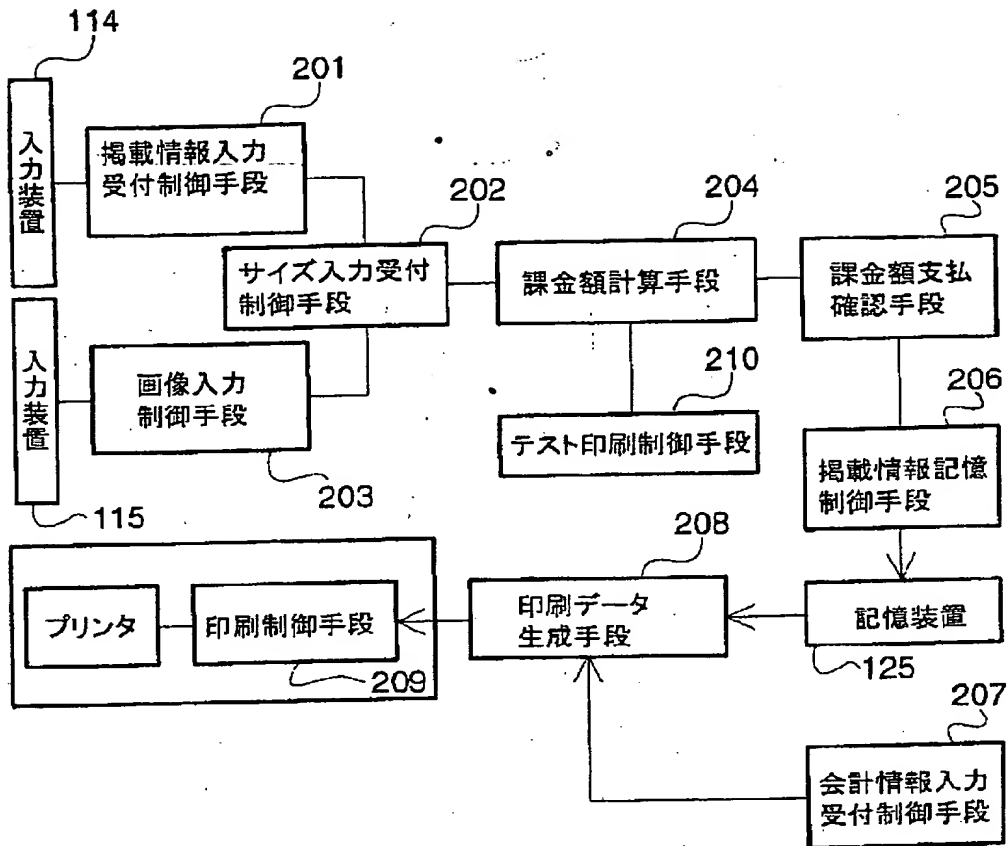 114
201
入力装置
掲載情報入力
受付制御手段
202
サイズ入力受付
制御手段
204
課金額計算手段
205
課金額支払
確認手段
入力装置
画像入力
制御手段
203
115
210
テスト印刷制御手段
206
掲載情報記憶
制御手段
208
プリンタ
印刷制御手段
209
印刷データ
生成手段
記憶装置
125
207
会計情報入力
受付制御手段